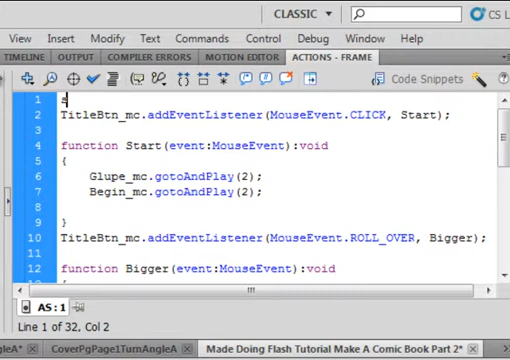 CLASSIC CS L
View Insert Modify Text Commands Control Debug Window Help
TIMELINE OUTPUT COMPILER ERRORS MOTION EDITOR ACTIONS - FRAME
Code Snippets
1 a
2 TitleBtn_mc.addEventListener(MouseEvent.CLICK, Start);
3
4 function Start(event:MouseEvent):void
5 {
6 Glupe_mc.gotoAndPlay(2);
7 Begin_mc.gotoAndPlay(2);
8
9 }
10 TitleBtn_mc.addEventListener(MouseEvent.ROLL_OVER, Bigger);
11
12 function Bigger(event:MouseEvent):void
AS : 1
Line 1 of 32, Col 2
gleA* CoverPgPage1TurnAngleA Made Doing Flash Tutorial Make A Comic Book Part 2*